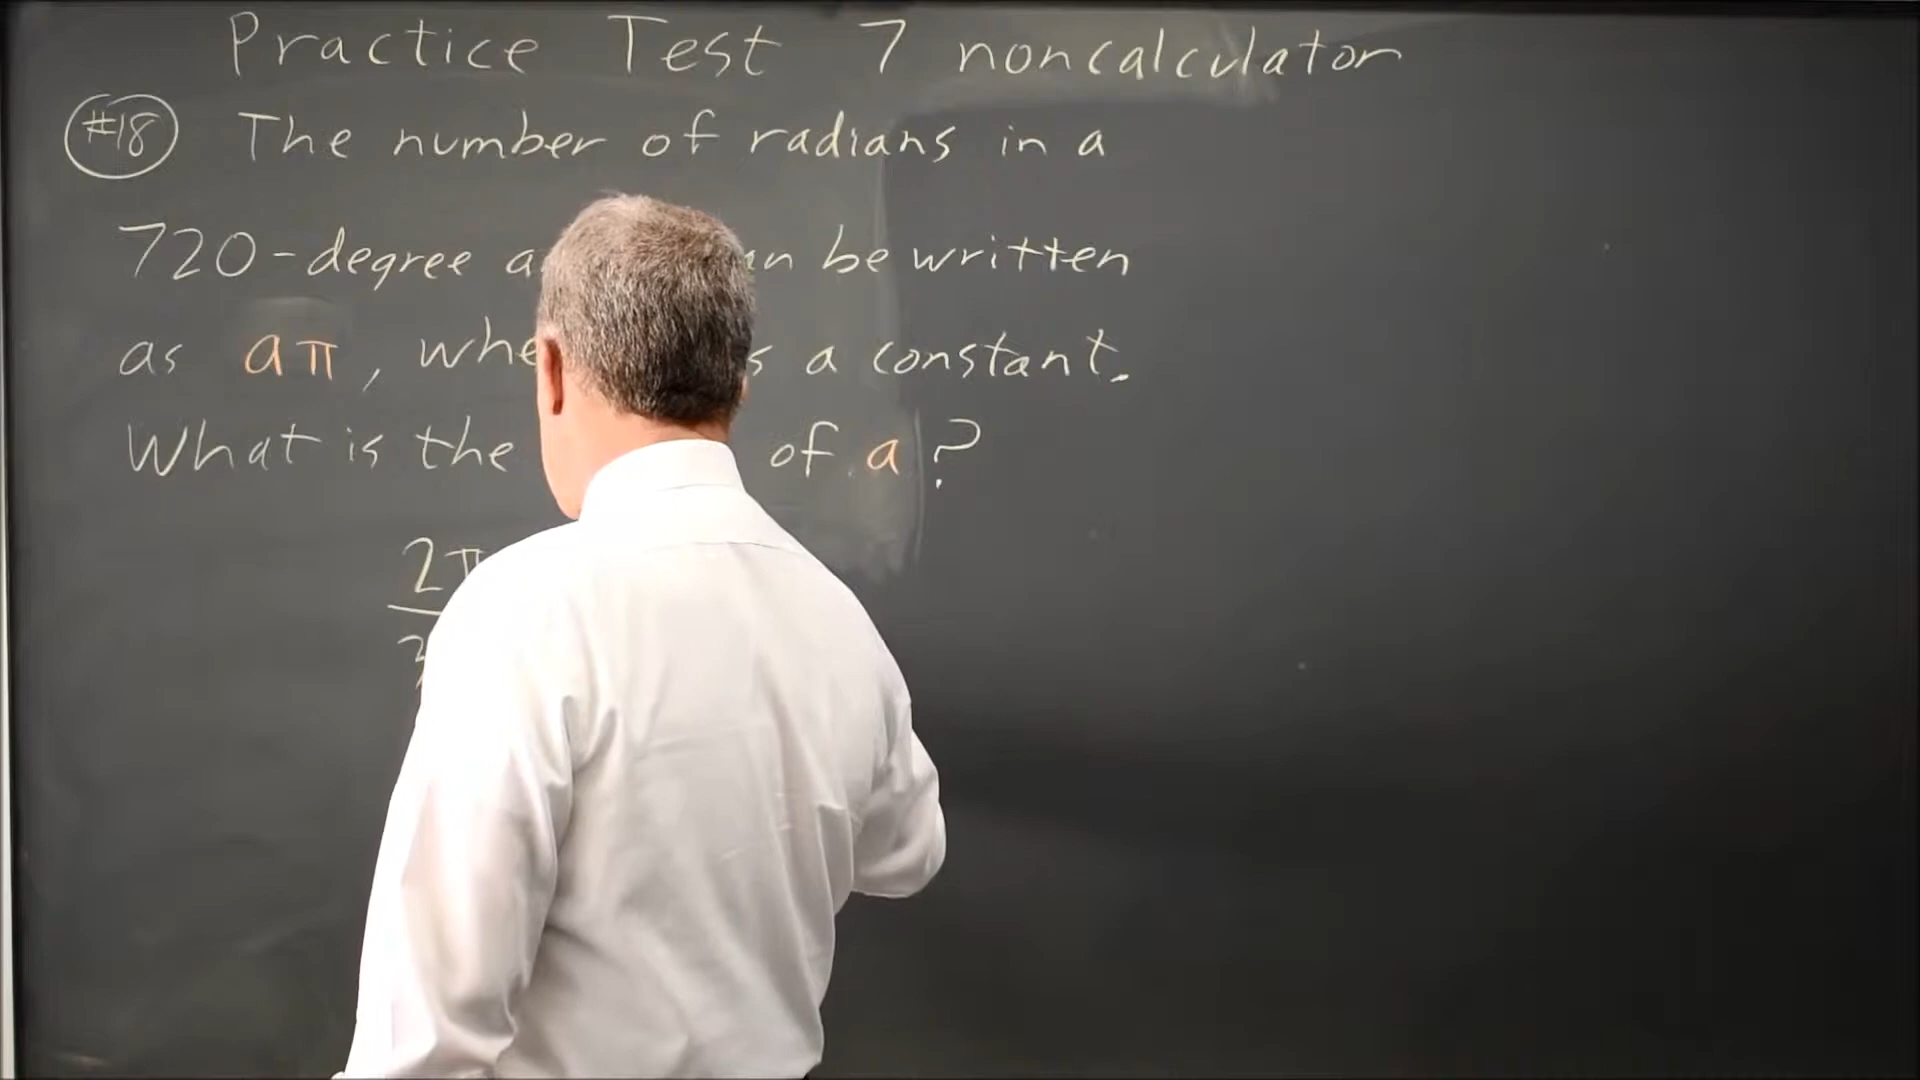 Practice Test 7 noncalculator
#18 The number of radians in a
720-degree be written
as aπ, a constant.
What is the of a?
2π